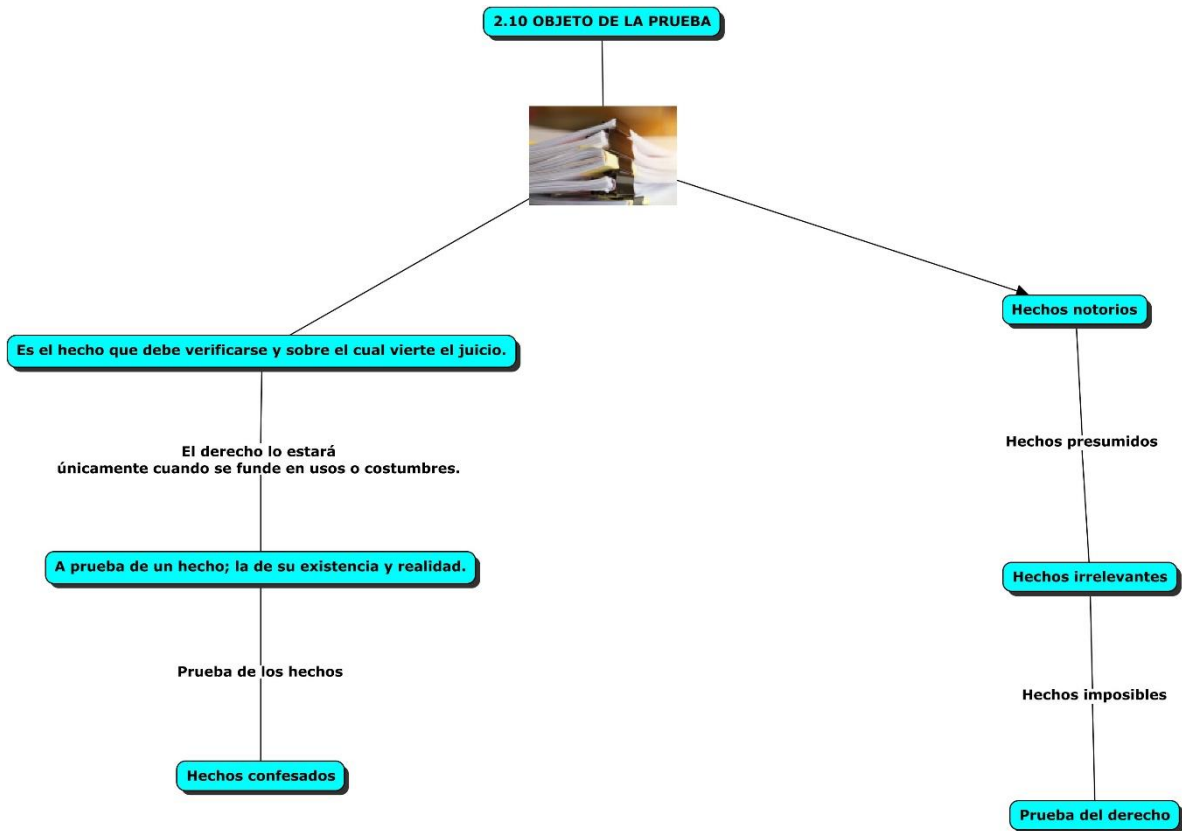 2.10 OBJETO DE LA PRUEBA
Es el hecho que debe verificarse y sobre el cual vierte el juicio.
El derecho lo estará
únicamente cuando se funde en usos o costumbres.
A prueba de un hecho; la de su existencia y realidad.
Prueba de los hechos
Hechos confesados
Hechos notorios
Hechos presumidos
Hechos irrelevantes
Hechos imposibles
Prueba del derecho